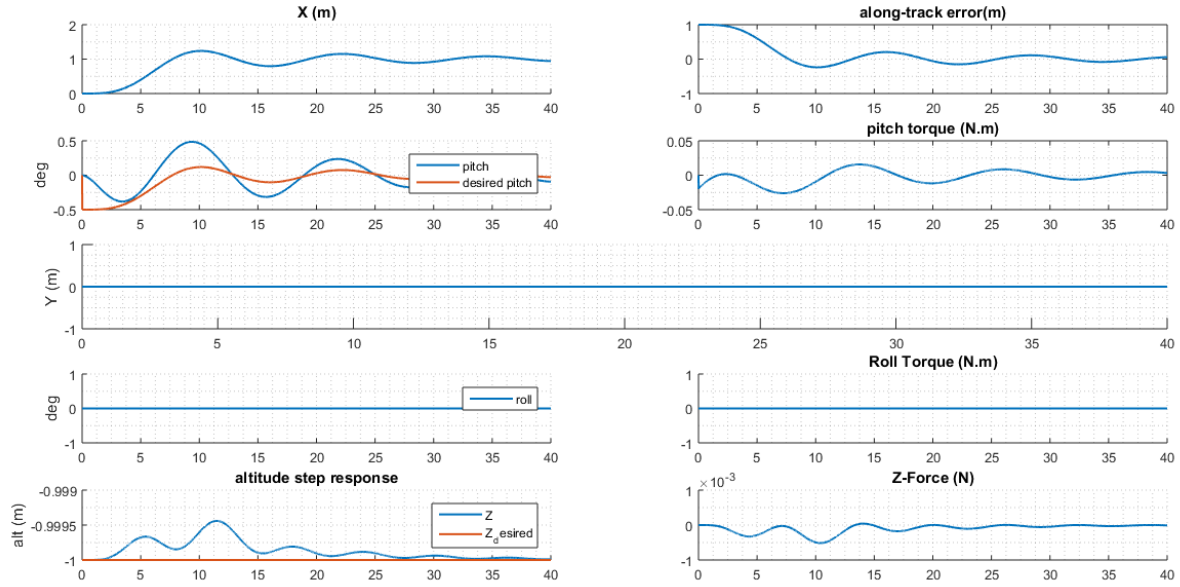 X (m)
2
1
0
0 5 10 15 20 25 30 35 40
along-track error(m)
1
0
-1
0 5 10 15 20 25 30 35 40
deg
0.5
0
-0.5
pitch
desired pitch
0 5 10 15 20 25 30 35 40
pitch torque (N.m)
0.05
0
-0.05
0 5 10 15 20 25 30 35 40
Y (m)
1
0
-1
0 5 10 15 20 25 30 35 40
deg
1
0
-1
roll
0 5 10 15 20 25 30 35 40
Roll Torque (N.m)
1
0
-1
0 5 10 15 20 25 30 35 40
altitude step response
alt (m)
-0.999
-0.9995
-1
Z
Z_desired
0 5 10 15 20 25 30 35 40
Z-Force (N)
× 10^-3
1
0
-1
0 5 10 15 20 25 30 35 40